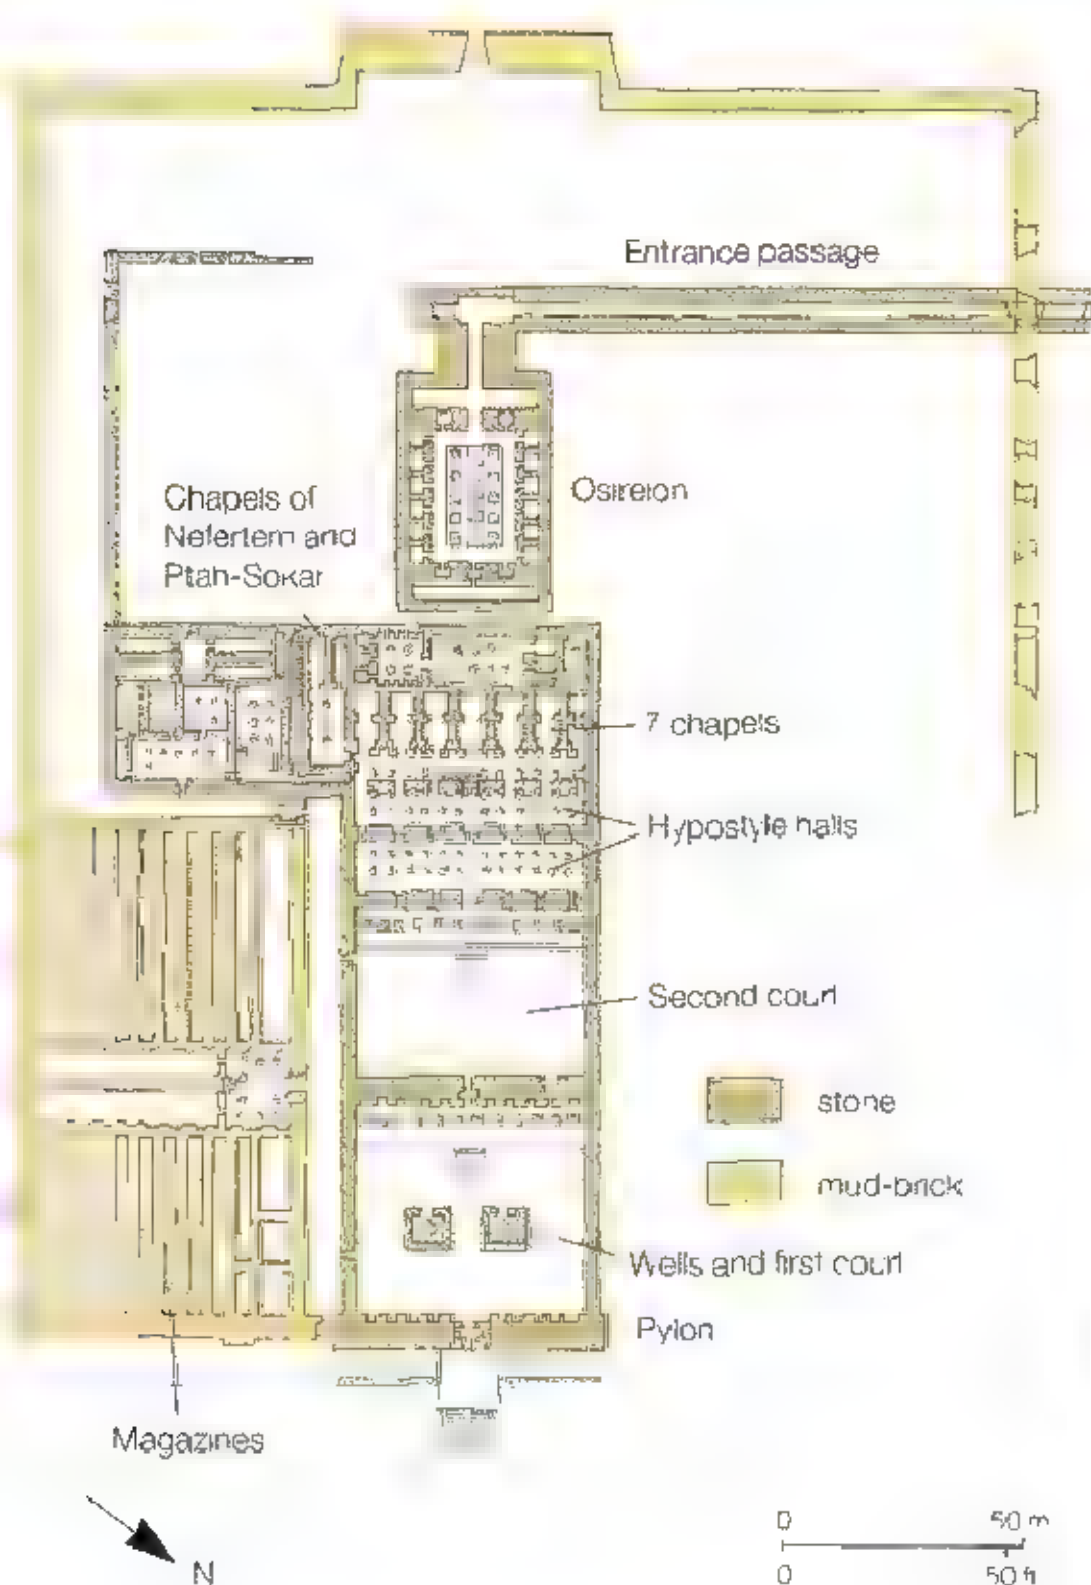 Entrance passage
Osireion
Chapels of
Nefertem and
Ptah-Sokar
7 chapels
Hypostyle halls
Second court
stone
mud-brick
Wells and first court
Pylon
Magazines
N
0 50 m
0 50 ft